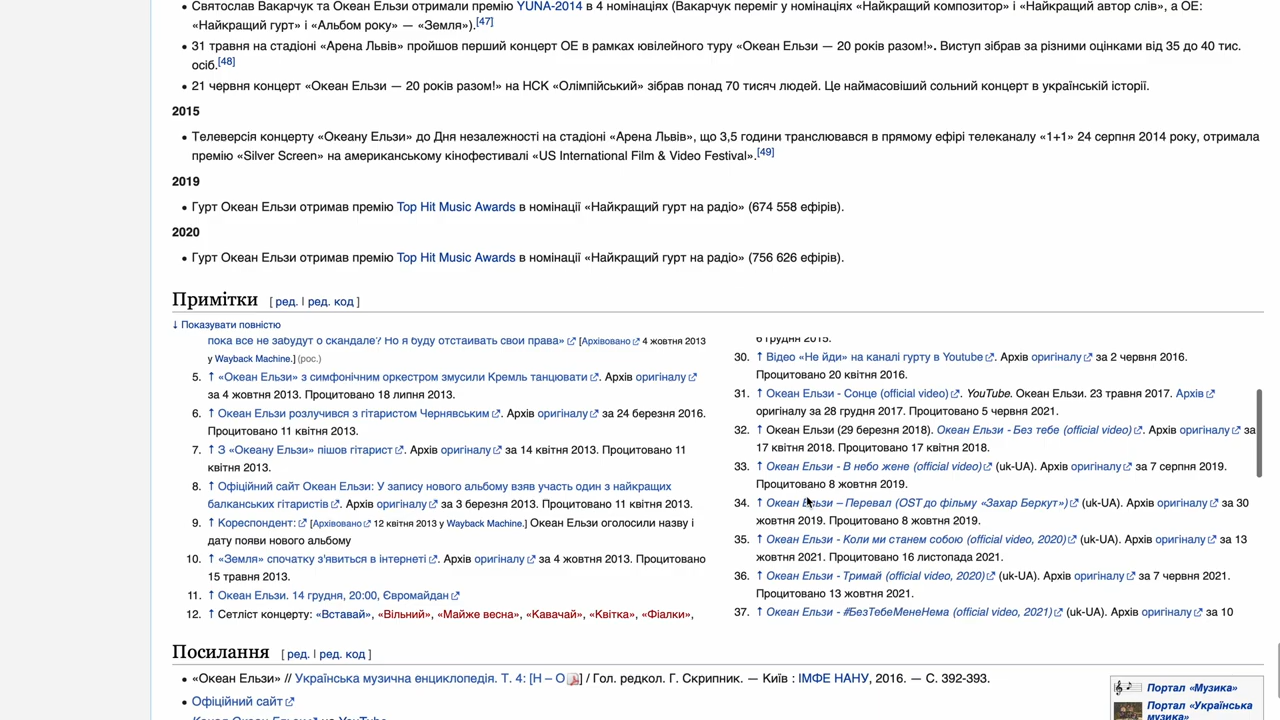 Святослав Вакарчук та Океан Ельзи отримали премію YUNA-2014 в 4 номінаціях (Вакарчук переміг у номінаціях «Найкращий композитор» і «Найкращий автор слів», а ОЕ:
«Найкращий гурт» і «Альбом року» — «Земля»).[47]
• 31 травня на стадіоні «Арена Львів» пройшов перший концерт ОЕ в рамках ювілейного туру «Океан Ельзи — 20 років разом!». Виступ зібрав за різними оцінками від 35 до 40 тис.
осіб.[48]
• 21 червня концерт «Океан Ельзи — 20 років разом!» на НСК «Олімпійський» зібрав понад 70 тисяч людей. Це наймасовіший сольний концерт в українській історії.
2015
• Телеверсія концерту «Океану Ельзи» до Дня незалежності на стадіоні «Арена Львів», що 3,5 години транслювався в прямому ефірі телеканалу «1+1» 24 серпня 2014 року, отримала
премію «Silver Screen» на американському кінофестивалі «US International Film & Video Festival».[49]
2019
• Гурт Океан Ельзи отримав премію Top Hit Music Awards в номінації «Найкращий гурт на радіо» (674 558 ефірів).
2020
• Гурт Океан Ельзи отримав премію Top Hit Music Awards в номінації «Найкращий гурт на радіо» (756 626 ефірів).
Примітки [ ред. | ред. код ]
↓ Показувати повністю
пока все не забудут о скандале? Но я буду отстаивать свои права» [Архівовано 4 жовтня 2013
у Wayback Machine.] (рос.)
5. ↑ «Океан Ельзи» з симфонічним оркестром змусили Кремль танцювати. Архів оригіналу
за 4 жовтня 2013. Процитовано 18 липня 2013.
6. ↑ Океан Ельзи розлучився з гітаристом Чернявським. Архів оригіналу за 24 березня 2016.
Процитовано 11 квітня 2013.
7. ↑ З «Океану Ельзи» пішов гітарист. Архів оригіналу за 14 квітня 2013. Процитовано 11
квітня 2013.
8. ↑ Офіційний сайт Океан Ельзи: У запису нового альбому взяв участь один з найкращих
балканських гітаристів. Архів оригіналу за 3 березня 2013. Процитовано 11 квітня 2013.
9. ↑ Кореспондент: [Архівовано 12 квітня 2013 у Wayback Machine.] Океан Ельзи оголосили назву і
дату появи нового альбому
10. ↑ «Земля» спочатку з'явиться в інтернеті. Архів оригіналу за 4 жовтня 2013. Процитовано
15 травня 2013.
11. ↑ Океан Ельзи. 14 грудня, 20:00, Євромайдан
12. ↑ Сетліст концерту: «Вставай», «Вільний», «Майже весна», «Кавачай», «Квітка», «Фіалки»,
6 грудня 2015.
30. ↑ Відео «Не йди» на каналі гурту в Youtube. Архів оригіналу за 2 червня 2016.
Процитовано 20 квітня 2016.
31. ↑ Океан Ельзи - Сонце (official video). YouTube. Океан Ельзи. 23 травня 2017. Архів
оригіналу за 28 грудня 2017. Процитовано 5 червня 2021.
32. ↑ Океан Ельзи (29 березня 2018). Океан Ельзи - Без тебе (official video). Архів оригіналу за
17 квітня 2018. Процитовано 17 квітня 2018.
33. ↑ Океан Ельзи - В небо жене (official video) (uk-UA). Архів оригіналу за 7 серпня 2019.
Процитовано 8 жовтня 2019.
34. ↑ Океан Ельзи – Перевал (OST до фільму «Захар Беркут») (uk-UA). Архів оригіналу за 30
жовтня 2019. Процитовано 8 жовтня 2019.
35. ↑ Океан Ельзи - Коли ми станем собою (official video, 2020) (uk-UA). Архів оригіналу за 13
жовтня 2021. Процитовано 16 листопада 2021.
36. ↑ Океан Ельзи - Тримай (official video, 2020) (uk-UA). Архів оригіналу за 7 червня 2021.
Процитовано 13 жовтня 2021.
37. ↑ Океан Ельзи - #БезТебеМенеНема (official video, 2021) (uk-UA). Архів оригіналу за 10
Посилання [ ред. | ред. код ]
• «Океан Ельзи» // Українська музична енциклопедія. Т. 4: [Н – О] / Гол. редкол. Г. Скрипник. — Київ : ІМФЕ НАНУ, 2016. — С. 392-393.
• Офіційний сайт
Канал Океан Ельзи на YouTube
Портал «Музика»
Портал «Українська
музика»